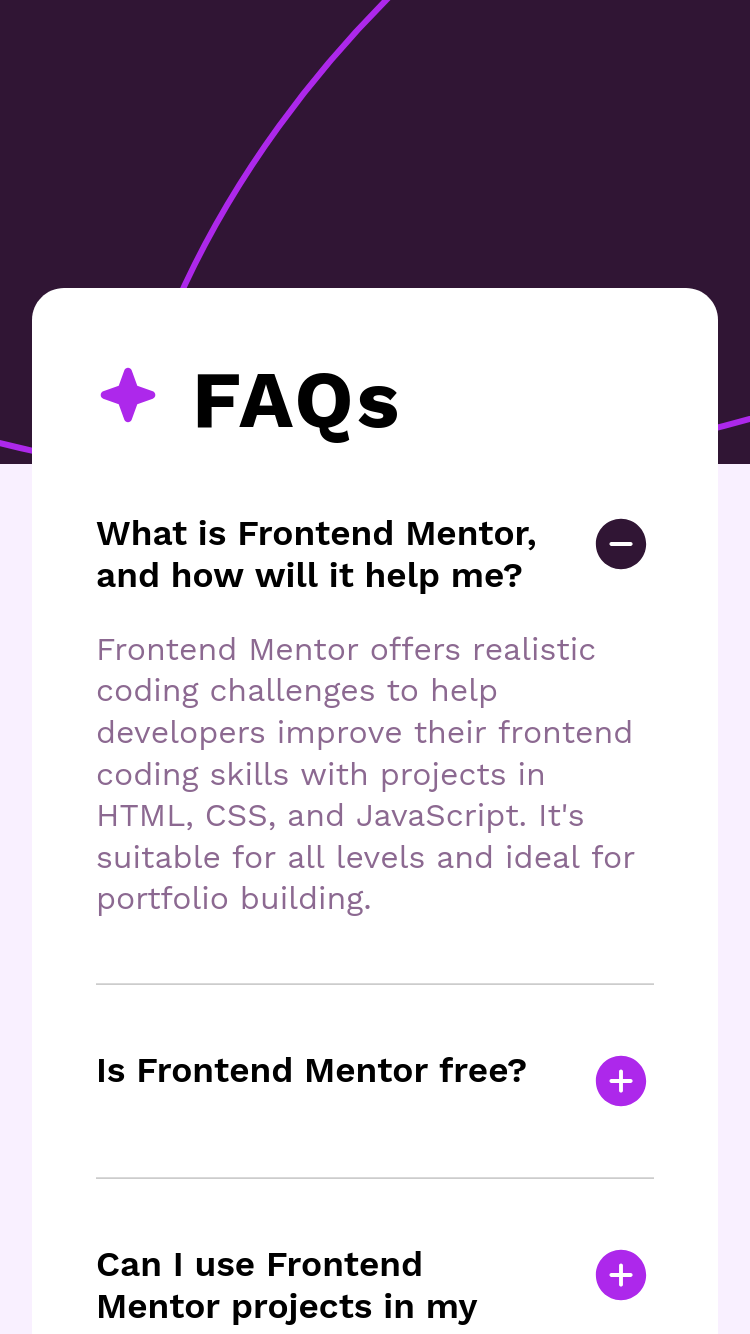 FAQs
What is Frontend Mentor,
and how will it help me?
Frontend Mentor offers realistic
coding challenges to help
developers improve their frontend
coding skills with projects in
HTML, CSS, and JavaScript. It's
suitable for all levels and ideal for
portfolio building.
Is Frontend Mentor free?
Can I use Frontend
Mentor projects in my